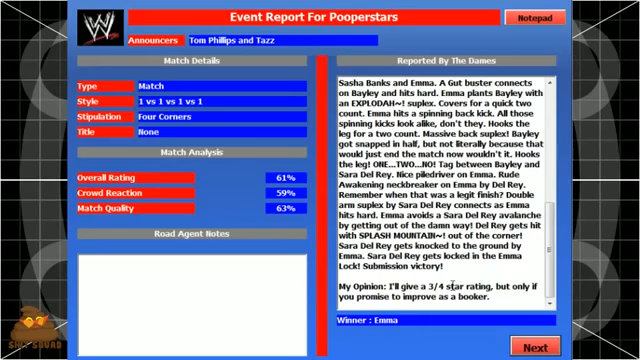 Event Report For Pooperstars
Notepad
Announcers
Tom Phillips and Tazz
Match Details
Reported By The Dames
Type
Match
Style
1 vs 1 vs 1 vs 1
Stipulation
Four Corners
Title
None
Match Analysis
Overall Rating
61%
Crowd Reaction
59%
Match Quality
63%
Road Agent Notes
Sasha Banks and Emma. A Gut buster connects
on Bayley and hits hard. Emma plants Bayley with
an EXPLODAH~! suplex. Covers for a quick two
count. Emma hits a spinning back kick. All those
spinning kicks look alike, don't they. Hooks the
leg for a two count. Massive back suplex! Bayley
got snapped in half, but not literally because that
would just end the match now wouldn't it. Hooks
the leg! ONE...TWO...NO! Tag between Bayley and
Sara Del Rey. Nice piledriver on Emma. Rude
Awakening neckbreaker on Emma by Del Rey.
Remember when that was a legit finish? Double
arm suplex by Sara Del Rey connects as Emma
hits hard. Emma avoids a Sara Del Rey avalanche
by getting out of the damn way! Del Rey gets hit
with SPLASH MOUNTAIN~! out of the corner!
Sara Del Rey gets knocked to the ground by
Emma. Sara Del Rey gets locked in the Emma
Lock! Submission victory!
My Opinion: I'll give a 3/4 star rating, but only if
you promise to improve as a booker.
Winner : Emma
Next
SHIT SQUAD